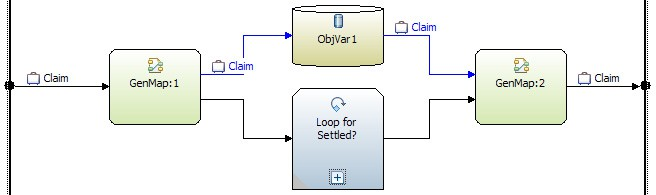 Claim
GenMap:1
Claim
ObjVar1
Claim
Loop for
Settled?
GenMap:2
Claim